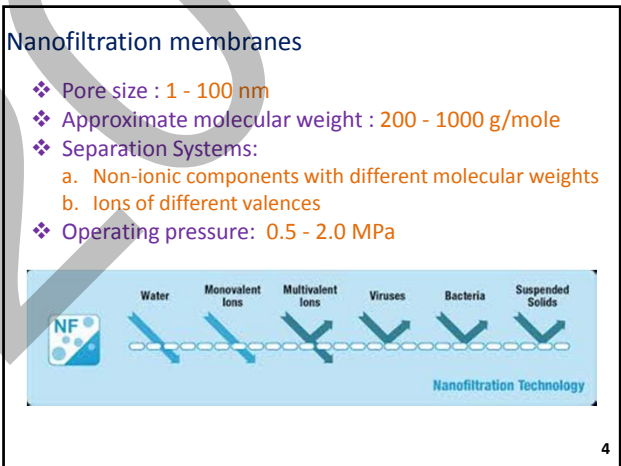 Nanofiltration membranes
❖ Pore size : 1 - 100 nm
❖ Approximate molecular weight : 200 - 1000 g/mole
❖ Separation Systems:
a. Non-ionic components with different molecular weights
b. Ions of different valences
❖ Operating pressure: 0.5 - 2.0 MPa
Water Monovalent Ions Multivalent Ions Viruses Bacteria Suspended Solids
NF
Nanofiltration Technology
4